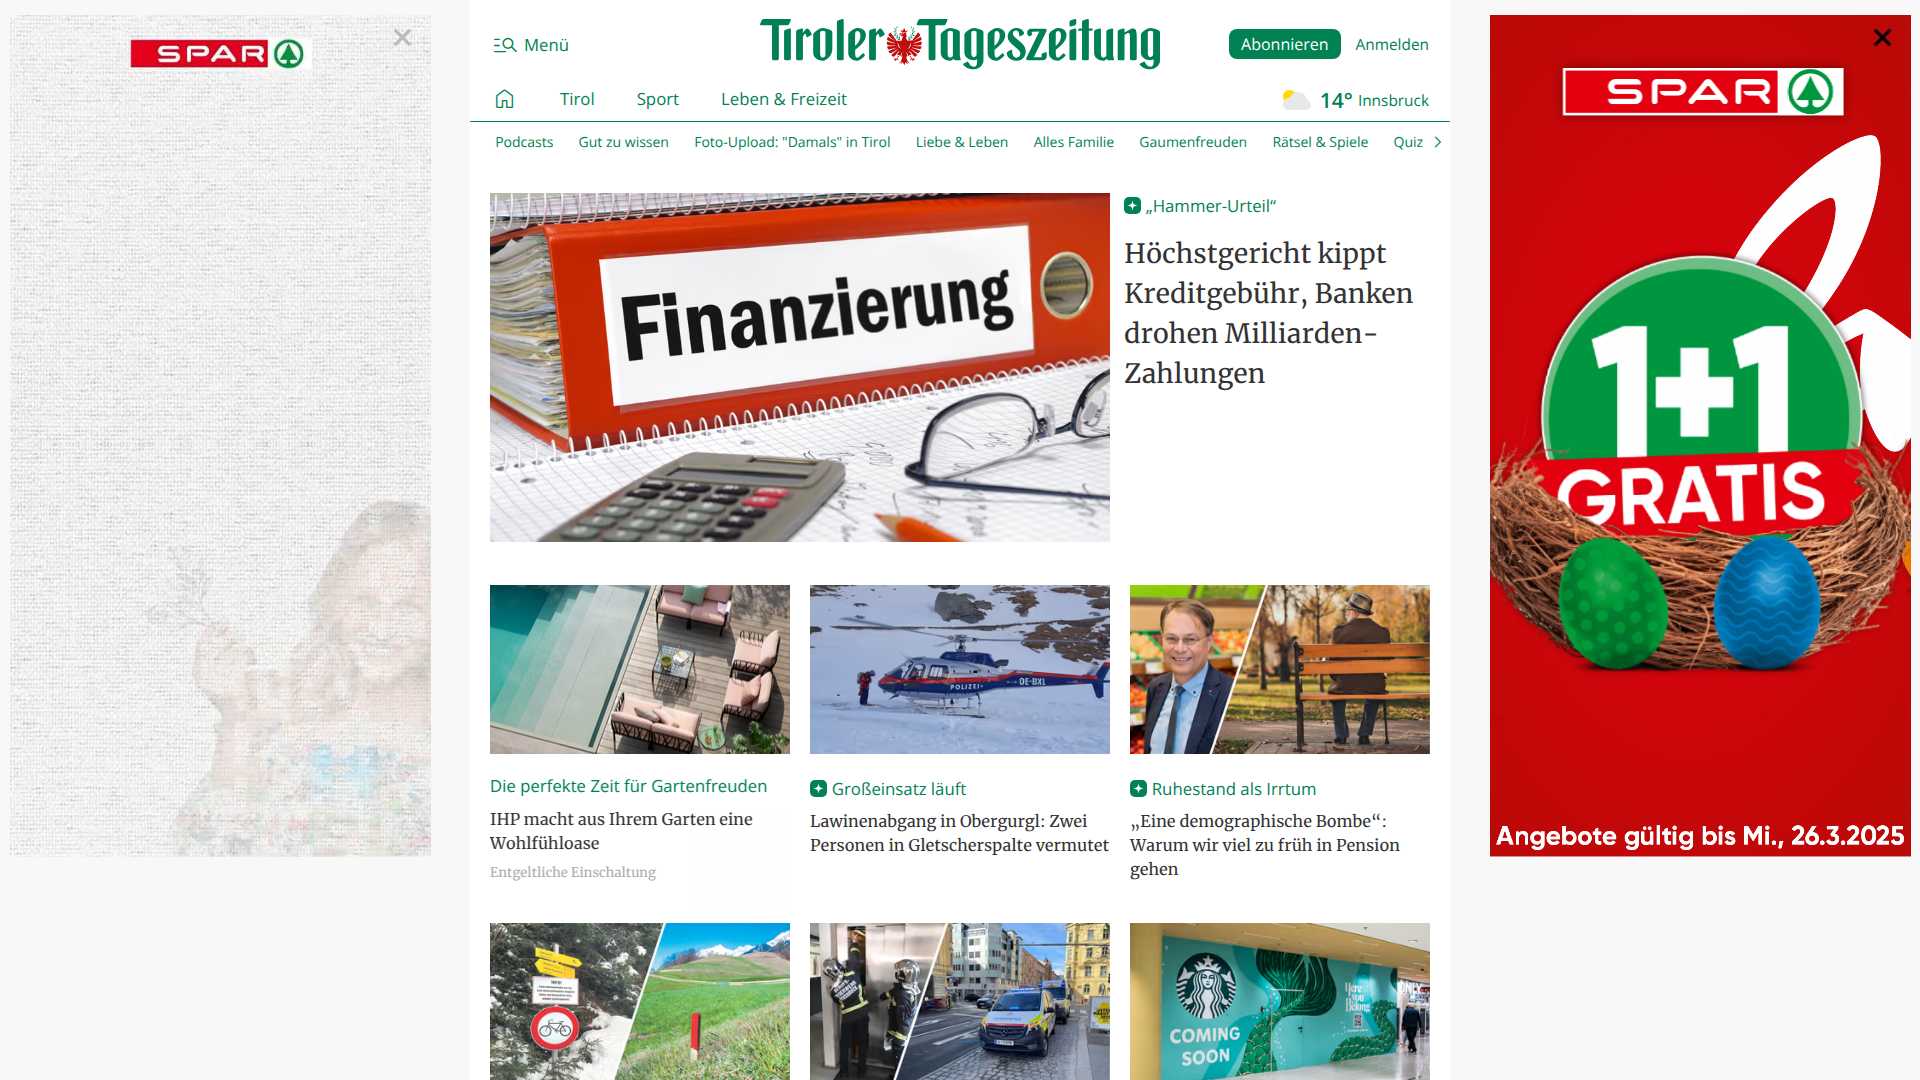 SPAR
Menü
Tiroler Tageszeitung
Abonnieren
Anmelden
Tirol
Sport
Leben & Freizeit
14° Innsbruck
Podcasts
Gut zu wissen
Foto-Upload: "Damals" in Tirol
Liebe & Leben
Alles Familie
Gaumenfreuden
Rätsel & Spiele
Quiz
Finanzierung
„Hammer-Urteil“
Höchstgericht kippt
Kreditgebühr, Banken
drohen Milliarden-
Zahlungen
POLIZEI
OE-BXL
Die perfekte Zeit für Gartenfreuden
IHP macht aus Ihrem Garten eine
Wohlfühloase
Entgeltliche Einschaltung
Großeinsatz läuft
Lawinenabgang in Obergurgl: Zwei
Personen in Gletscherspalte vermutet
Ruhestand als Irrtum
„Eine demographische Bombe“:
Warum wir viel zu früh in Pension
gehen
Here
you
Belong
COMING
SOON
SPAR
1+1
GRATIS
Angebote gültig bis Mi., 26.3.2025